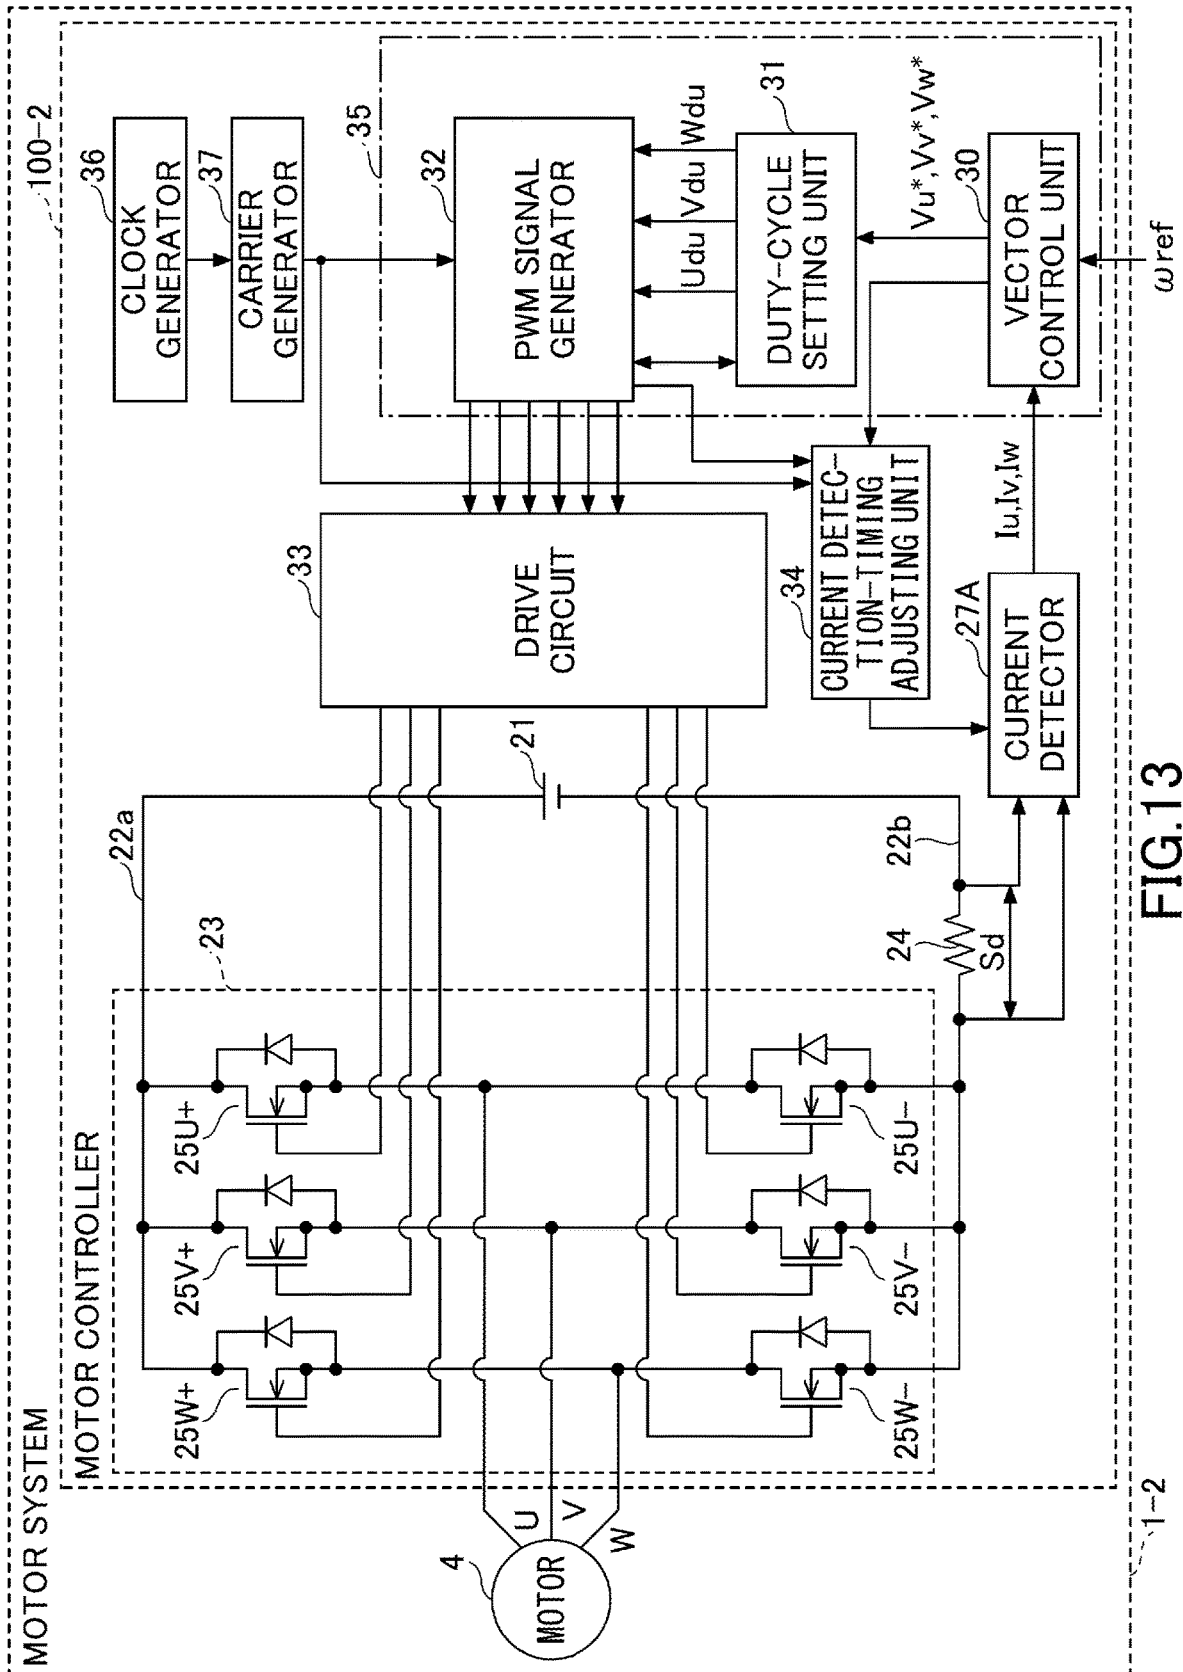 MOTOR SYSTEM
MOTOR CONTROLLER
100-2
22a
23
25W+
25V+
25U+
25W-
25V-
25U-
4
MOTOR
U
V
W
21
22b
24
Sd
33
DRIVE
CIRCUIT
36
CLOCK
GENERATOR
37
CARRIER
GENERATOR
35
32
PWM SIGNAL
GENERATOR
Udu
Vdu
Wdu
31
DUTY-CYCLE
SETTING UNIT
Vu*,Vv*,Vw*
30
VECTOR
CONTROL UNIT
ωref
34
CURRENT DETEC-
TION-TIMING
ADJUSTING UNIT
27A
CURRENT
DETECTOR
Iu,Iv,Iw
1-2
FIG.13